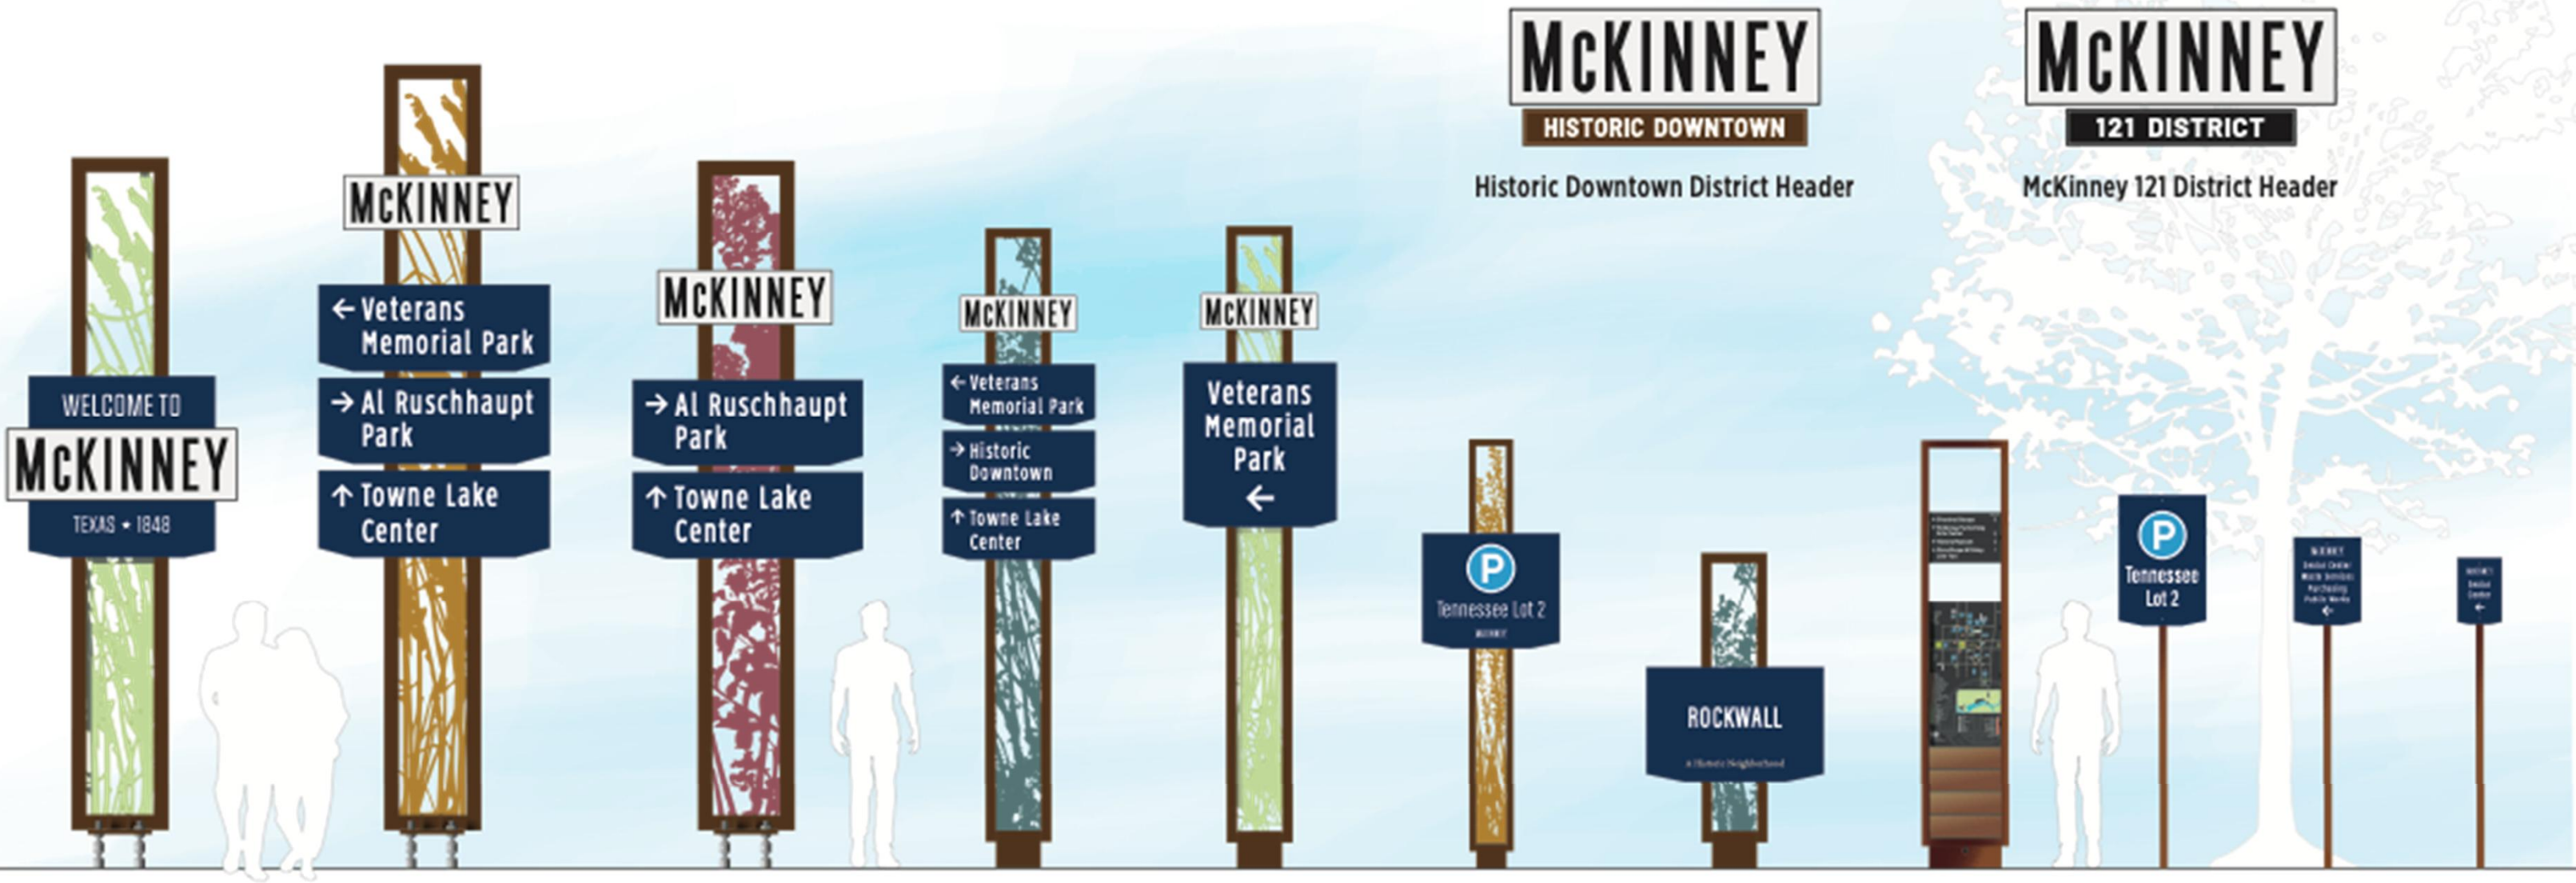 McKINNEY
HISTORIC DOWNTOWN
Historic Downtown District Header
McKINNEY
121 DISTRICT
McKinney 121 District Header
WELCOME TO
McKINNEY
TEXAS ★ 1848
McKINNEY
← Veterans
Memorial Park
→ Al Ruschhaupt
Park
↑ Towne Lake
Center
McKINNEY
→ Al Ruschhaupt
Park
↑ Towne Lake
Center
McKINNEY
← Veterans
Memorial Park
→ Historic
Downtown
↑ Towne Lake
Center
McKINNEY
Veterans
Memorial
Park
←
P
Tennessee Lot 2
ROCKWALL
A Historic Neighborhood
P
Tennessee
Lot 2